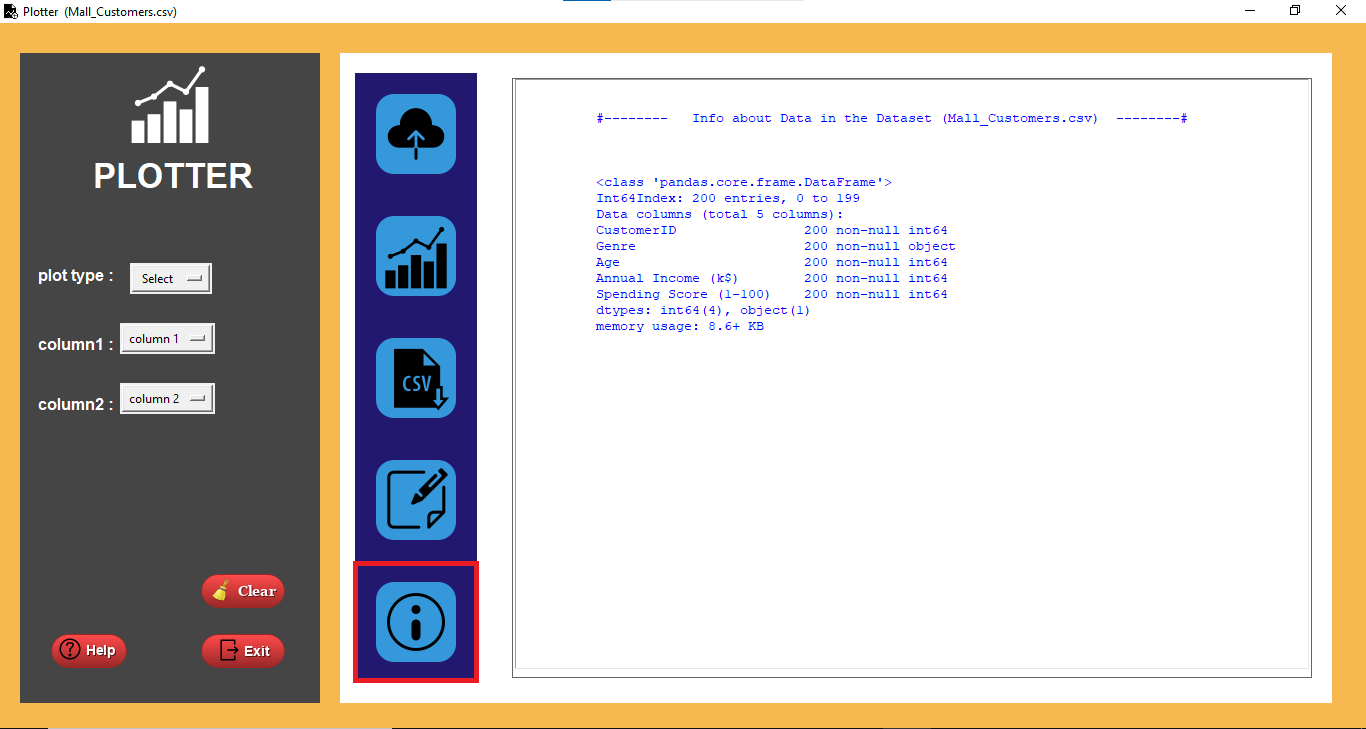 Plotter (Mall_Customers.csv)
PLOTTER
plot type : Select
column1 : column 1
column2 : column 2
Clear
Help
Exit
CSV
#-------- Info about Data in the Dataset (Mall_Customers.csv) --------#
<class 'pandas.core.frame.DataFrame'>
Int64Index: 200 entries, 0 to 199
Data columns (total 5 columns):
CustomerID 200 non-null int64
Genre 200 non-null object
Age 200 non-null int64
Annual Income (k$) 200 non-null int64
Spending Score (1-100) 200 non-null int64
dtypes: int64(4), object(1)
memory usage: 8.6+ KB